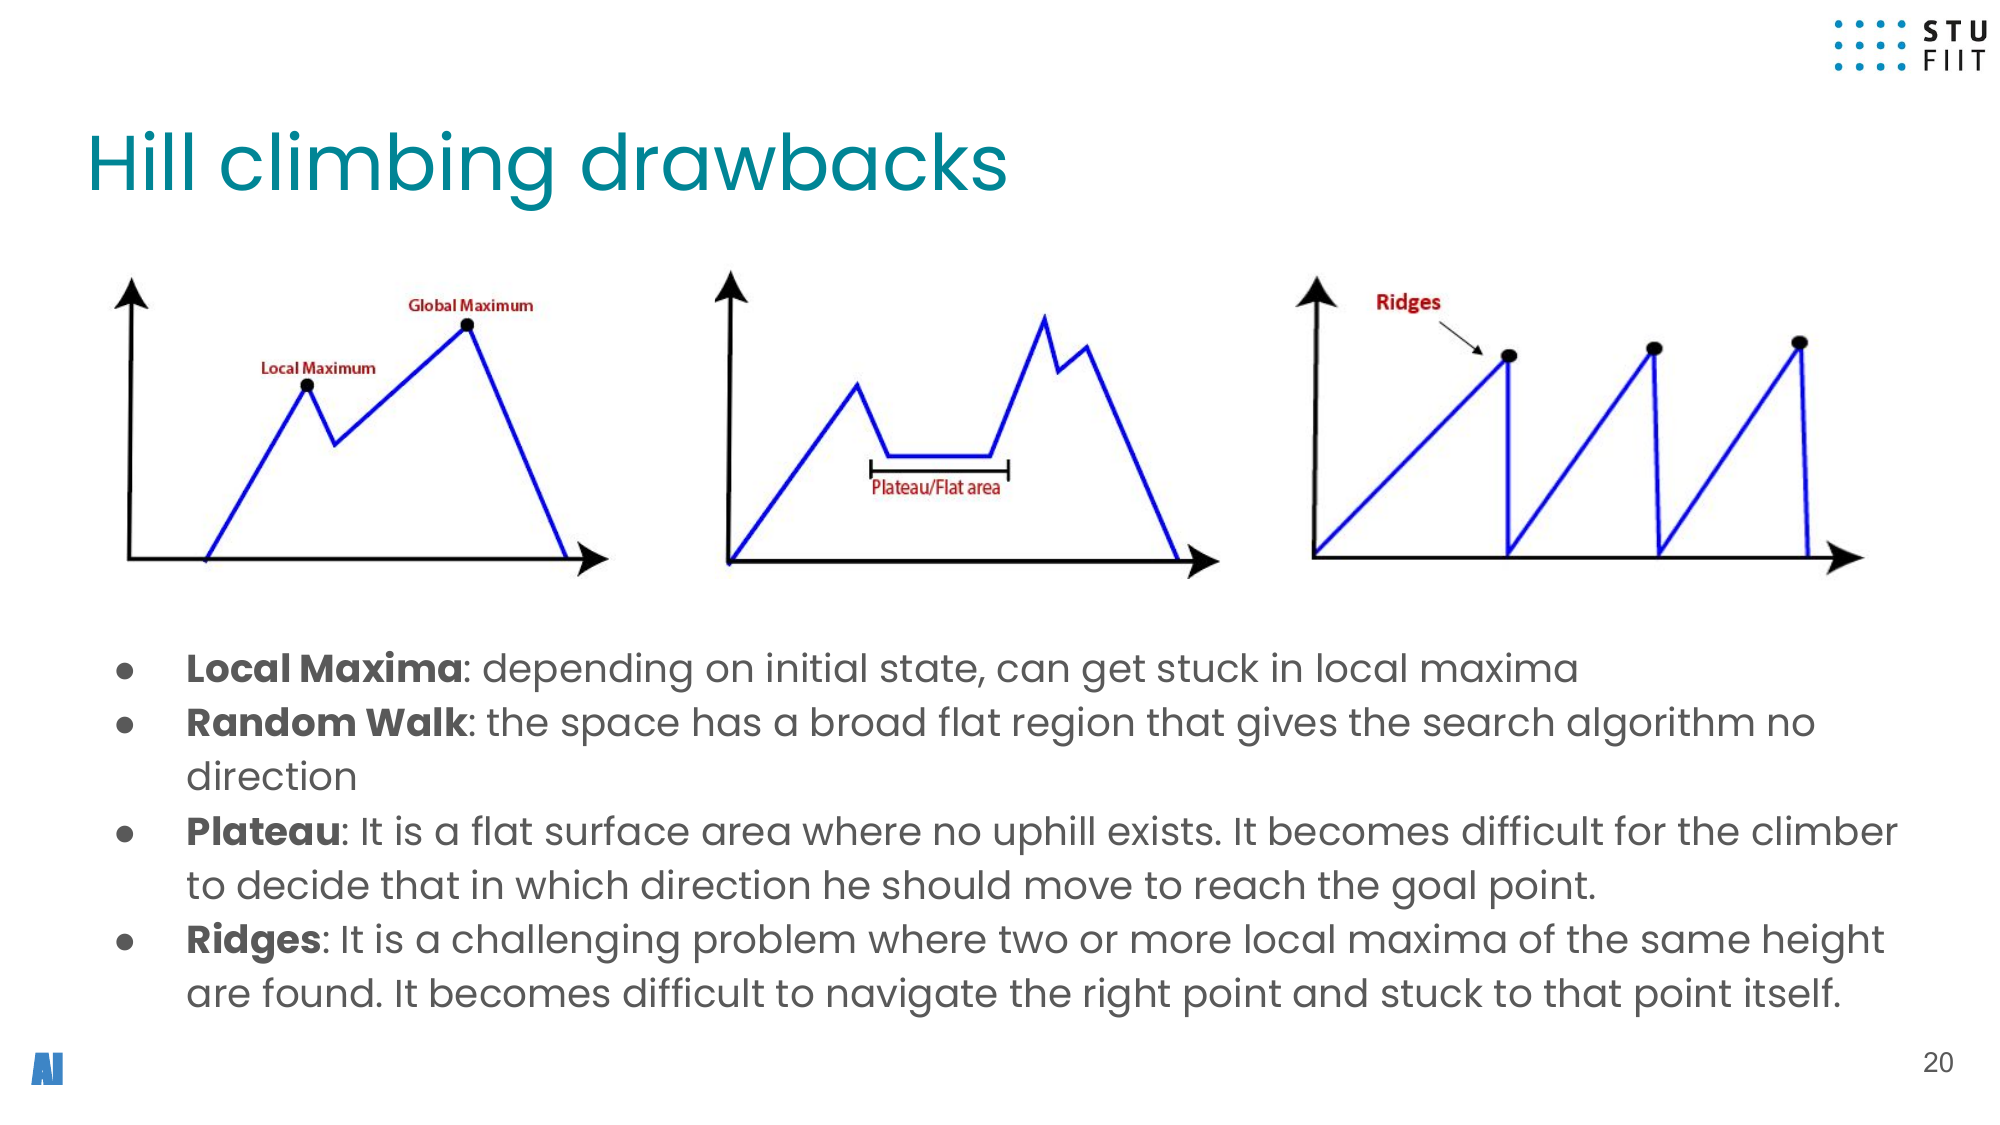 STU
FIIT
Hill climbing drawbacks
Global Maximum
Local Maximum
Plateau/Flat area
Ridges
● Local Maxima: depending on initial state, can get stuck in local maxima
● Random Walk: the space has a broad flat region that gives the search algorithm no
direction
● Plateau: It is a flat surface area where no uphill exists. It becomes difficult for the climber
to decide that in which direction he should move to reach the goal point.
● Ridges: It is a challenging problem where two or more local maxima of the same height
are found. It becomes difficult to navigate the right point and stuck to that point itself.
AI
20